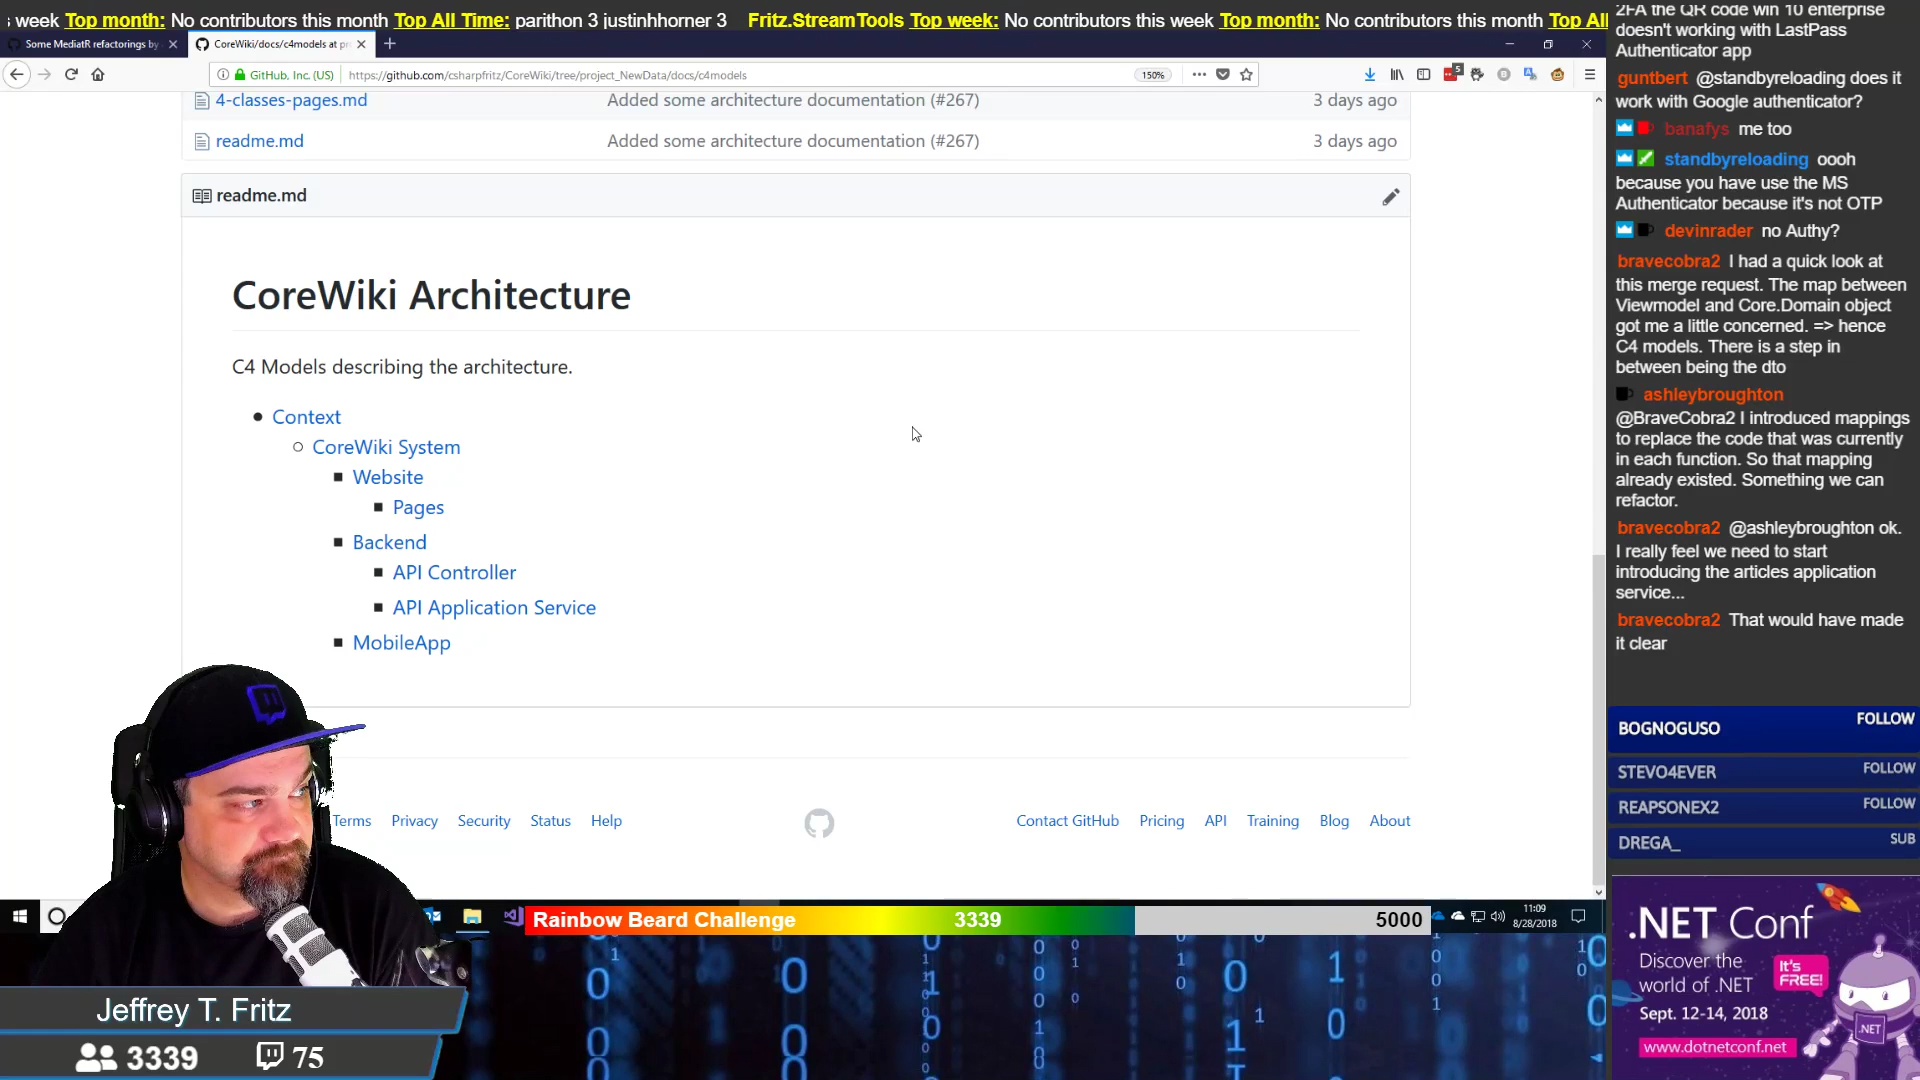 s week Top month: No contributors this month Top All Time: parithon 3 justinhhorner 3 Fritz.StreamTools Top week: No contributors this week Top month: No contributors this month Top Al
Some MediatR refactorings by
CoreWiki/docs/c4models at pr
GitHub, Inc. (US)
https://github.com/csharpfritz/CoreWiki/tree/project_NewData/docs/c4models
150%
5
4-classes-pages.md Added some architecture documentation (#267) 3 days ago
readme.md Added some architecture documentation (#267) 3 days ago
readme.md
CoreWiki Architecture
C4 Models describing the architecture.
Context
CoreWiki System
Website
Pages
Backend
API Controller
API Application Service
MobileApp
Terms Privacy Security Status Help
Contact GitHub Pricing API Training Blog About
Rainbow Beard Challenge 3339 5000
11:09
8/28/2018
Jeffrey T. Fritz
3339 75
2FA the QR code win 10 enterprise
doesn't working with LastPass
Authenticator app
guntbert @standbyreloading does it
work with Google authenticator?
banafys me too
standbyreloading oooh
because you have use the MS
Authenticator because it's not OTP
devinrader no Authy?
bravecobra2 I had a quick look at
this merge request. The map between
Viewmodel and Core.Domain object
got me a little concerned. => hence
C4 models. There is a step in
between being the dto
ashleybroughton
@BraveCobra2 I introduced mappings
to replace the code that was currently
in each function. So that mapping
already existed. Something we can
refactor.
bravecobra2 @ashleybroughton ok.
I really feel we need to start
introducing the articles application
service...
bravecobra2 That would have made
it clear
BOGNOGUSO FOLLOW
STEVO4EVER FOLLOW
REAPSONEX2 FOLLOW
DREGA_ SUB
.NET Conf
Discover the
world of .NET
It's
FREE!
Sept. 12-14, 2018
www.dotnetconf.net
.NET